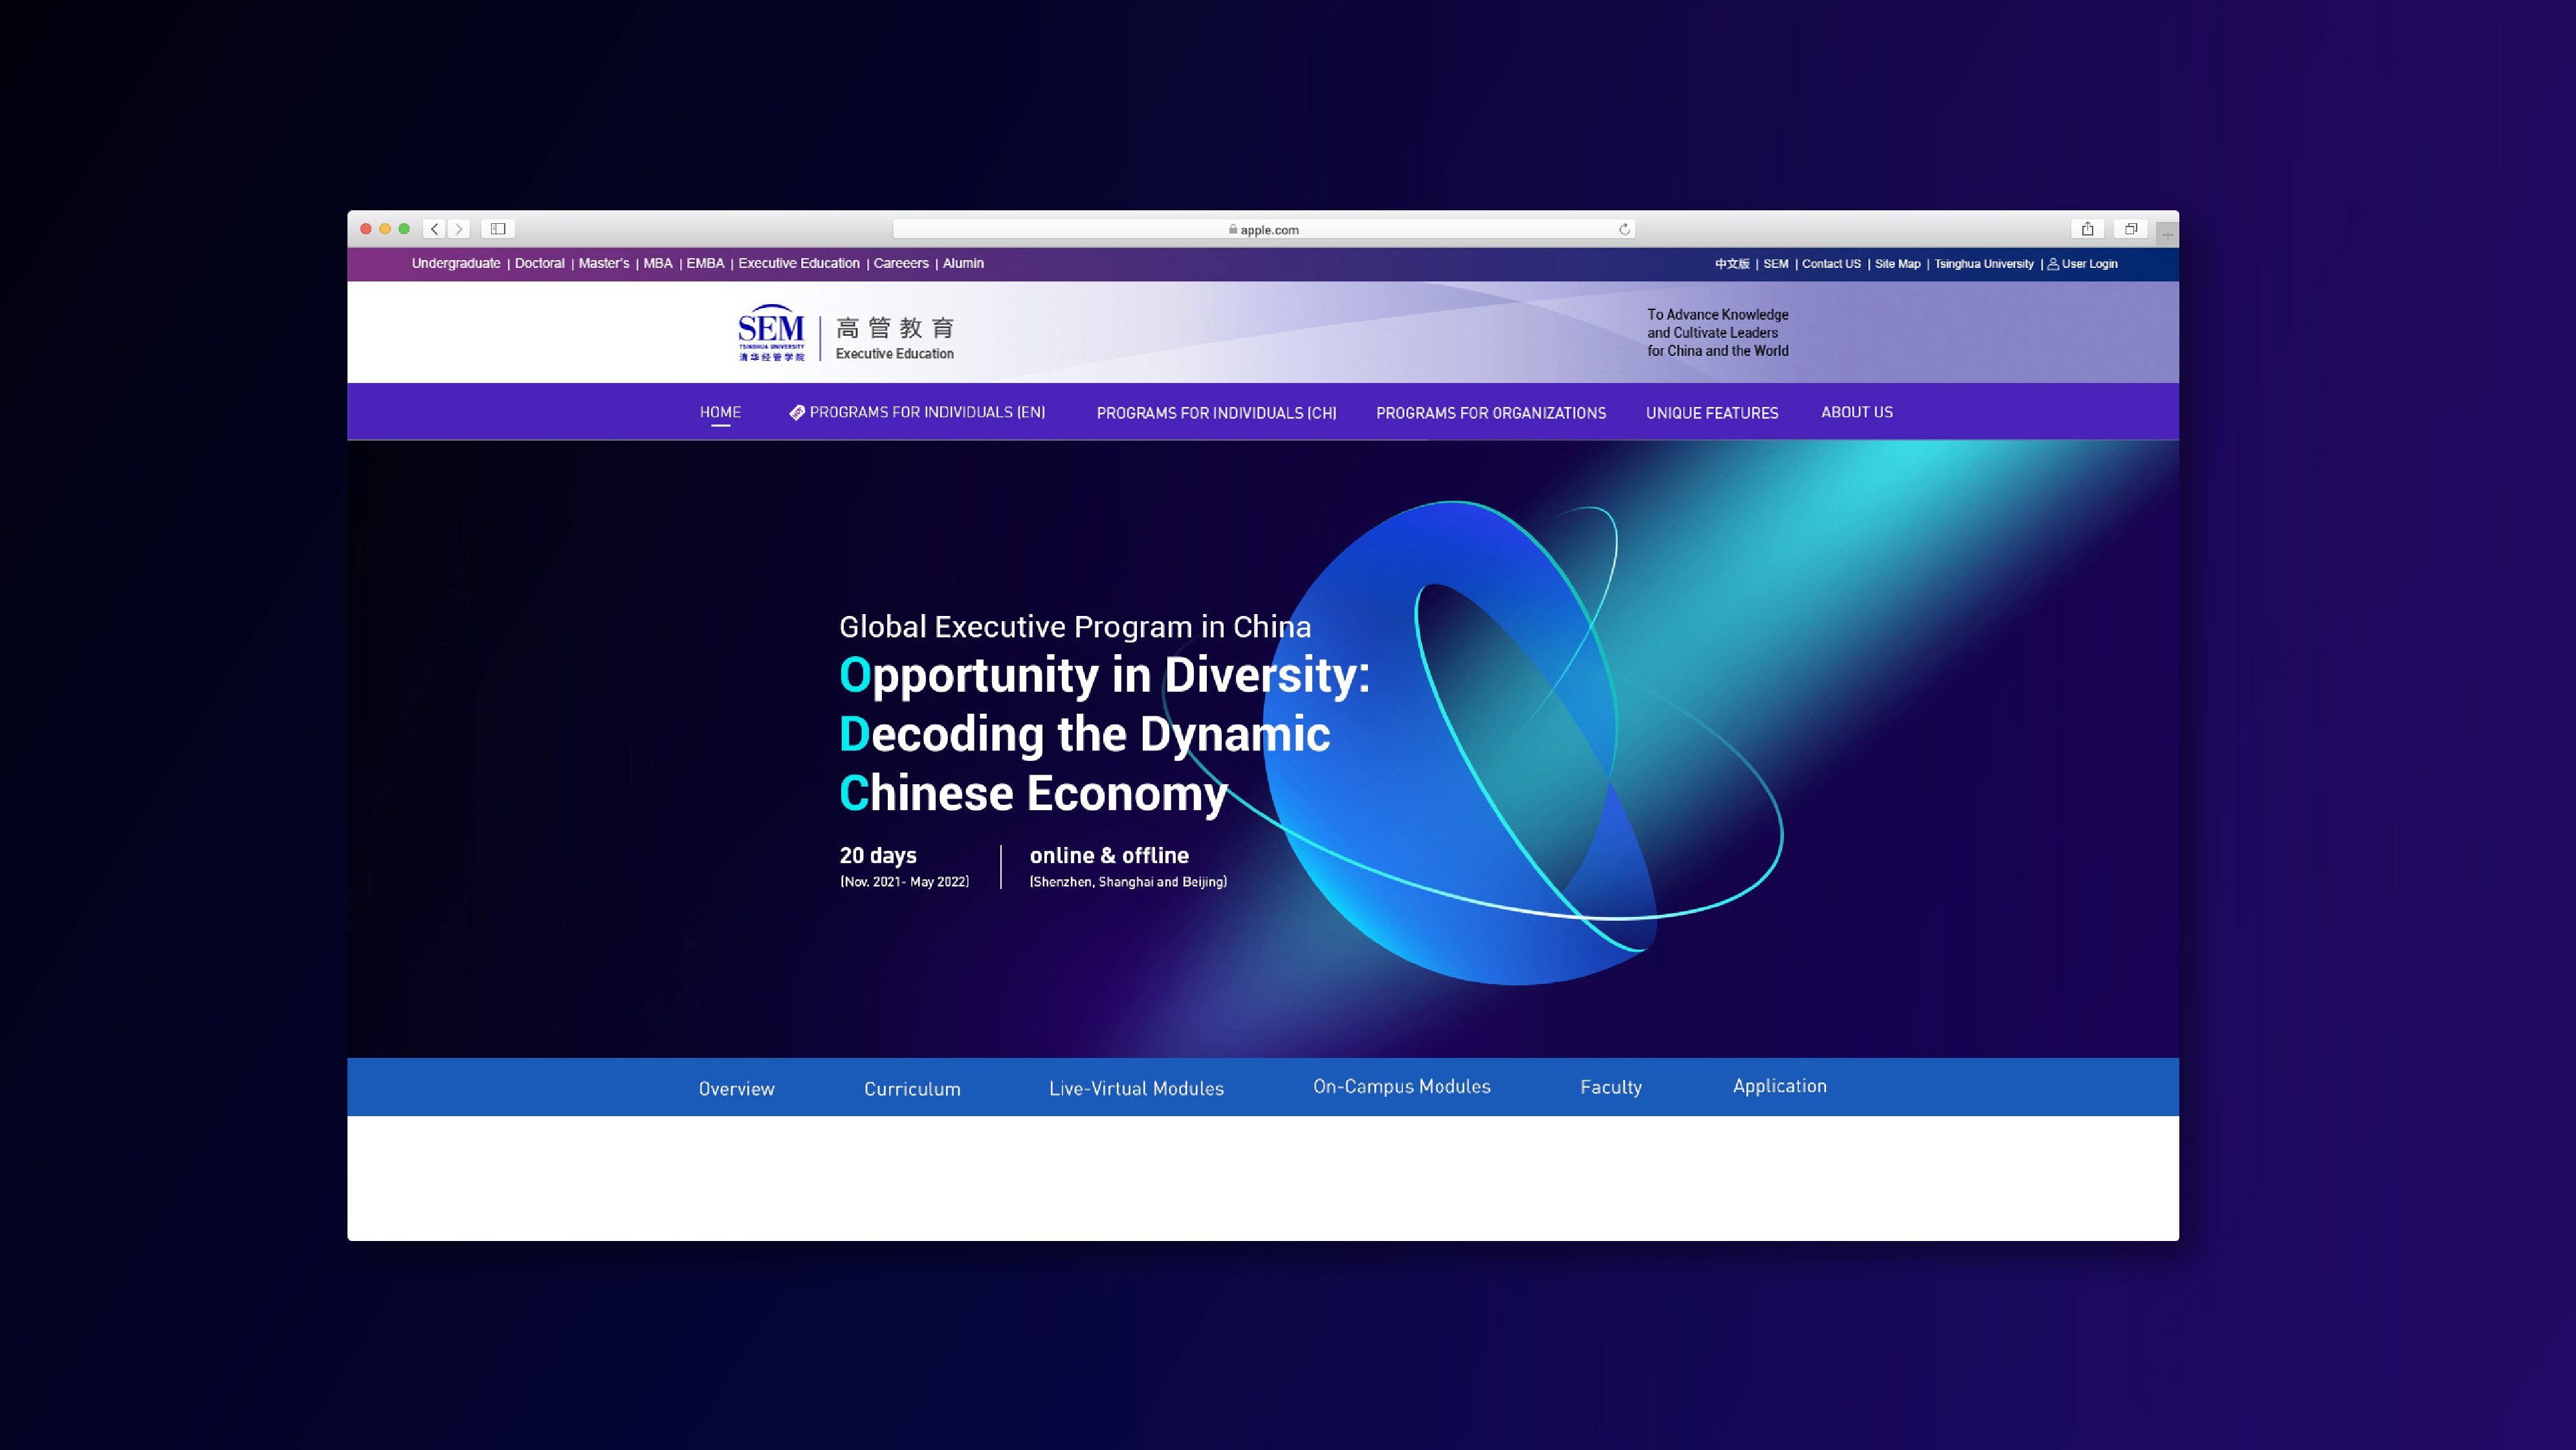 apple.com
Undergraduate | Doctoral | Master's | MBA | EMBA | Executive Education | Careeers | Alumin
中文版 | SEM | Contact US | Site Map | Tsinghua University | User Login
SEM
TSINGHUA UNIVERSITY
清华经管学院
高管教育
Executive Education
To Advance Knowledge
and Cultivate Leaders
for China and the World
HOME PROGRAMS FOR INDIVIDUALS (EN) PROGRAMS FOR INDIVIDUALS (CH) PROGRAMS FOR ORGANIZATIONS UNIQUE FEATURES ABOUT US
Global Executive Program in China
Opportunity in Diversity:
Decoding the Dynamic
Chinese Economy
20 days
(Nov. 2021- May 2022)
online & offline
(Shenzhen, Shanghai and Beijing)
Overview Curriculum Live-Virtual Modules On-Campus Modules Faculty Application